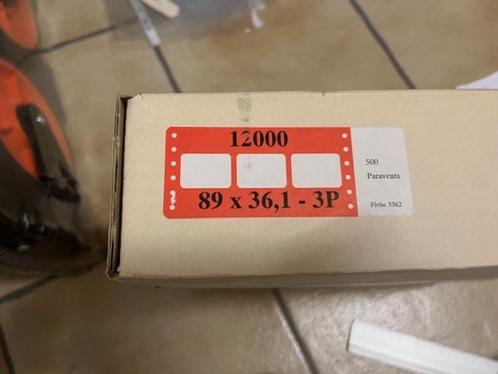 12000
89 x 36,1 - 3P
500
Paravents
Fiche 3362